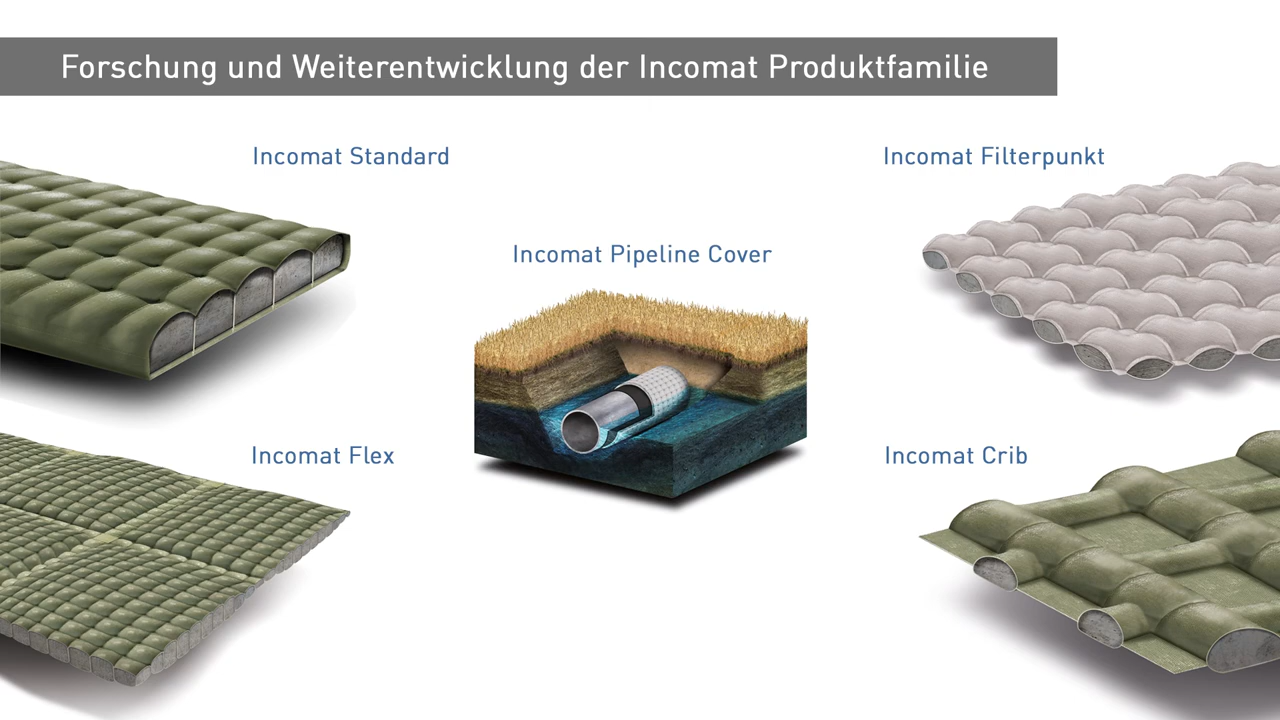 Forschung und Weiterentwicklung der Incomat Produktfamilie
Incomat Standard
Incomat Filterpunkt
Incomat Pipeline Cover
Incomat Flex
Incomat Crib